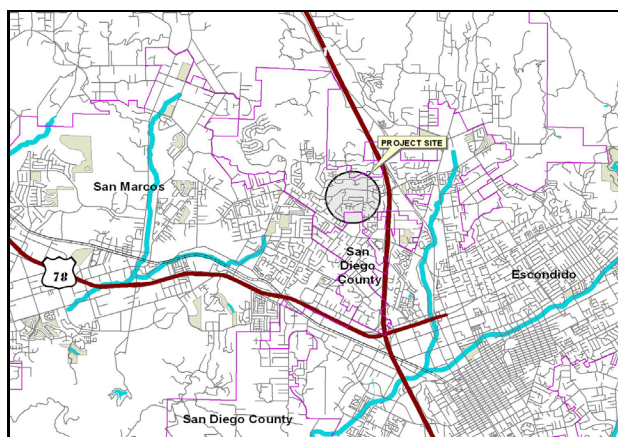 PROJECT SITE
San Marcos
San
Diego
County
Escondido
78
San Diego County